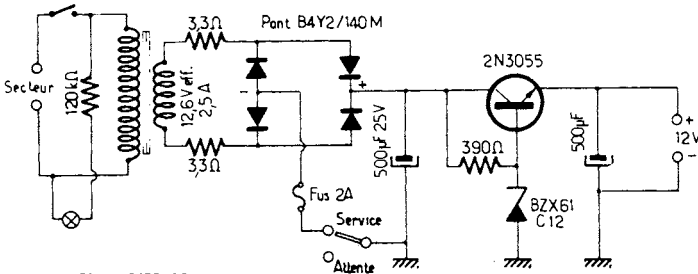 3,3Ω
Pont B4Y2/140M
2N3055
Secteur
120kΩ
12,6V eff.
2,5A
+
-
500µF 25V
390Ω
500µF
+
12V
-
3,3Ω
Fus 2A
BZX61
C12
Service
Attente